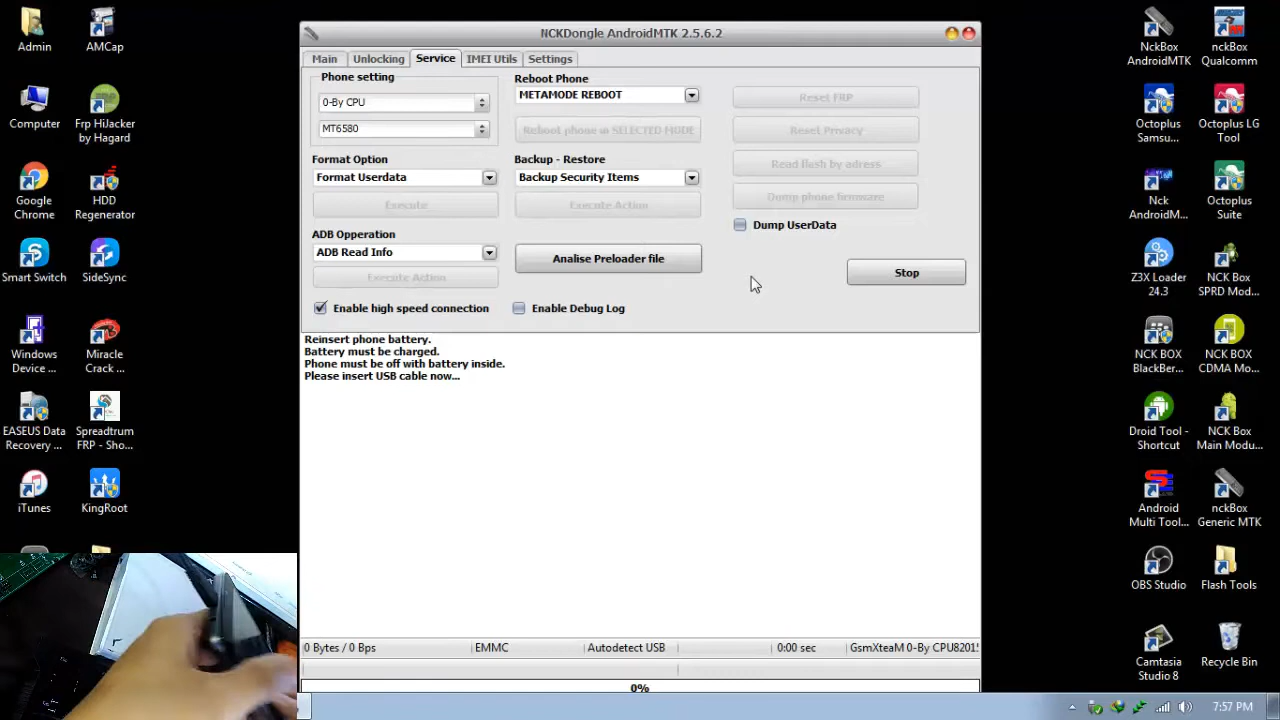 NCKDongle AndroidMTK 2.5.6.2
Main Unlocking Service IMEI Utils Settings
Phone setting
0-By CPU
MT6580
Format Option
Format Userdata
Execute
ADB Opperation
ADB Read Info
Execute Action
Enable high speed connection
Reboot Phone
METAMODE REBOOT
Reboot phone in SELECTED MODE
Backup - Restore
Backup Security Items
Execute Action
Analise Preloader file
Enable Debug Log
Reset FRP
Reset Privacy
Read flash by adress
Dump phone firmware
Dump UserData
Stop
Reinsert phone battery.
Battery must be charged.
Phone must be off with battery inside.
Please insert USB cable now...
0 Bytes / 0 Bps EMMC Autodetect USB 0:00 sec GsmXteaM 0-By CPU8201
0%
Admin
AMCap
Computer
Frp HiJacker
by Hagard
Google
Chrome
HDD
Regenerator
Smart Switch
SideSync
Windows
Device ...
Miracle
Crack ...
EASEUS Data
Recovery ...
Spreadtrum
FRP - Sho...
iTunes
KingRoot
NckBox
AndroidMTK
nckBox
Qualcomm
Octoplus
Samsu...
Octoplus LG
Tool
Nck
AndroidM...
Octoplus
Suite
Z3X Loader
24.3
NCK Box
SPRD Mod...
NCK BOX
BlackBer...
NCK BOX
CDMA Mo...
Droid Tool -
Shortcut
NCK Box
Main Modu...
Android
Multi Tool...
nckBox
Generic MTK
OBS Studio
Flash Tools
Camtasia
Studio 8
Recycle Bin
7:57 PM